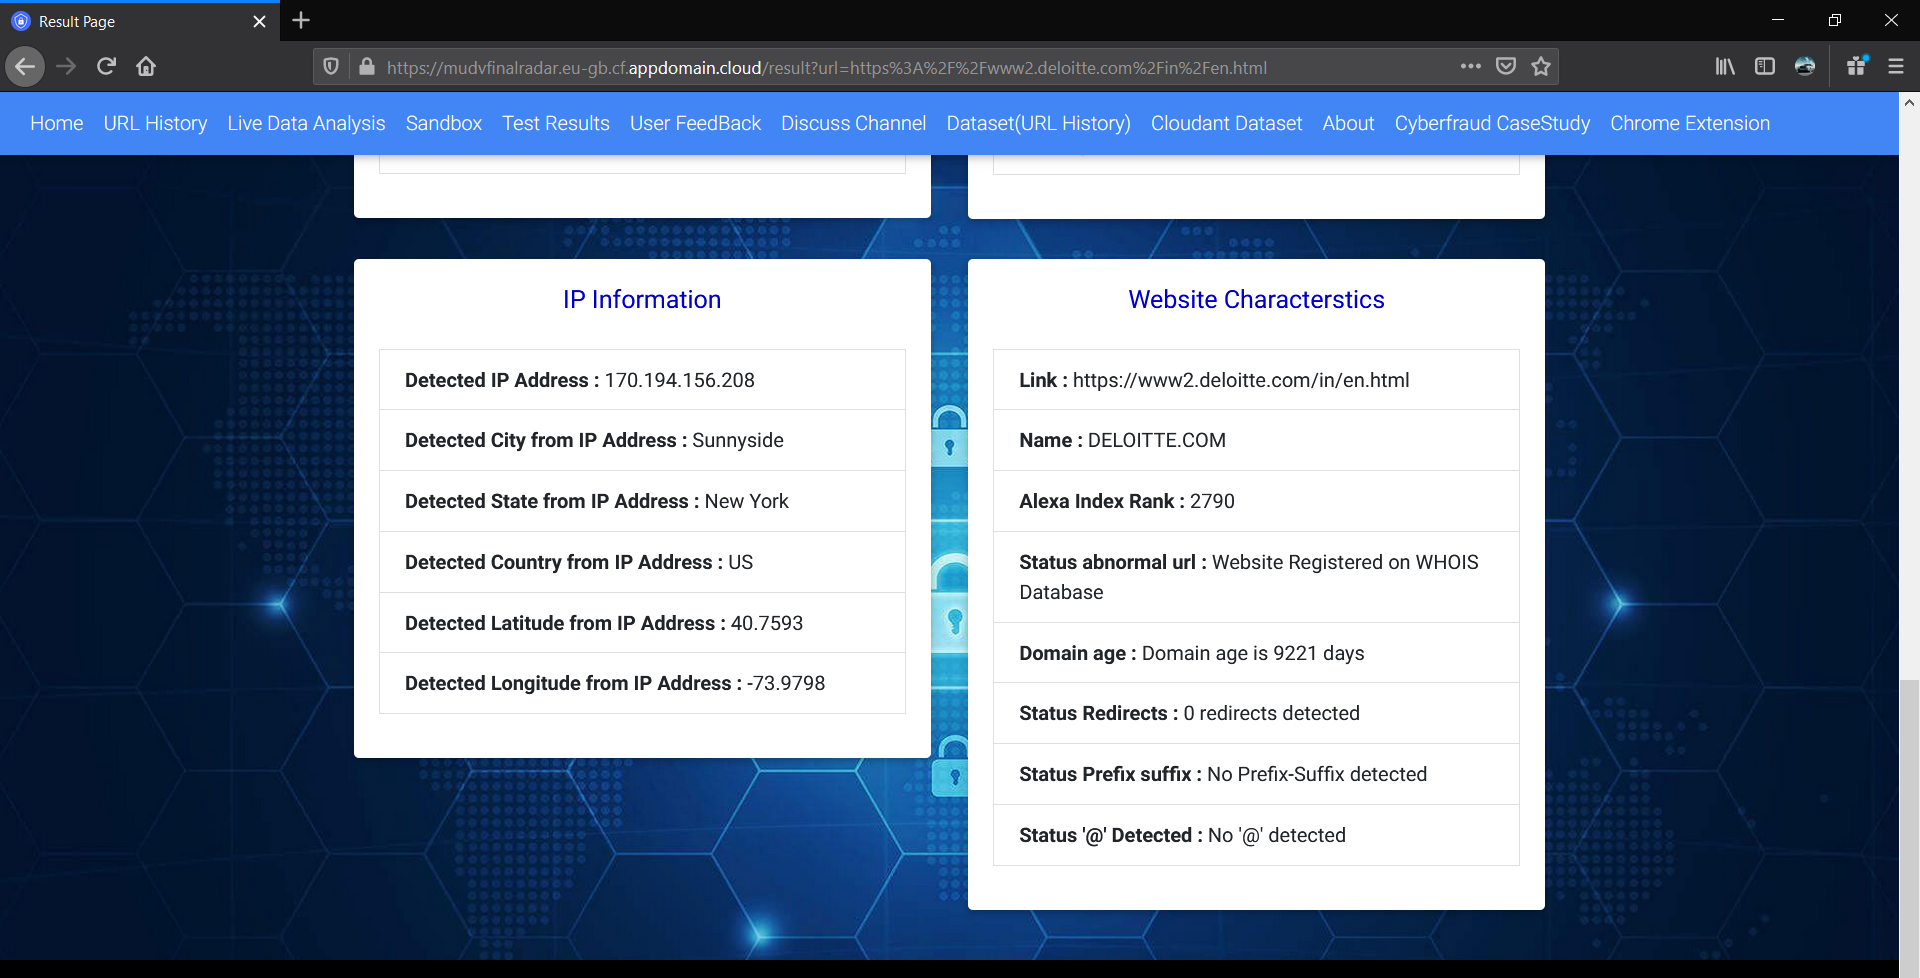 Result Page
https://mudvfinalradar.eu-gb.cf.appdomain.cloud/result?url=https%3A%2F%2Fwww2.deloitte.com%2Fin%2Fen.html
Home URL History Live Data Analysis Sandbox Test Results User FeedBack Discuss Channel Dataset(URL History) Cloudant Dataset About Cyberfraud CaseStudy Chrome Extension
IP Information
Detected IP Address : 170.194.156.208
Detected City from IP Address : Sunnyside
Detected State from IP Address : New York
Detected Country from IP Address : US
Detected Latitude from IP Address : 40.7593
Detected Longitude from IP Address : -73.9798
Website Characterstics
Link : https://www2.deloitte.com/in/en.html
Name : DELOITTE.COM
Alexa Index Rank : 2790
Status abnormal url : Website Registered on WHOIS
Database
Domain age : Domain age is 9221 days
Status Redirects : 0 redirects detected
Status Prefix suffix : No Prefix-Suffix detected
Status '@' Detected : No '@' detected